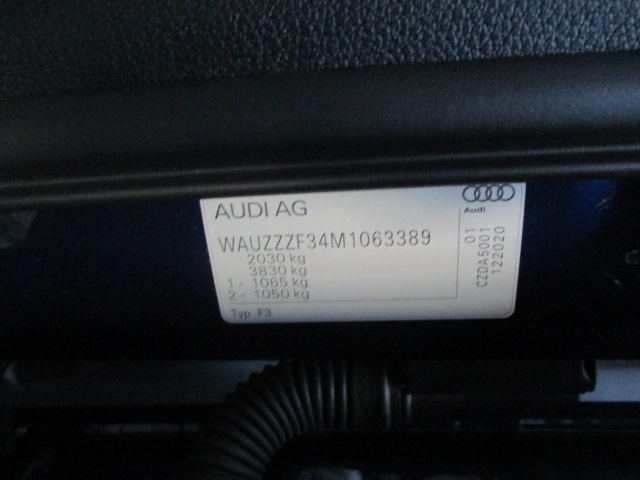 AUDI AG
Audi
WAUZZZF34M1063389
2030 kg
3830 kg
1 - 1065 kg
2 - 1050 kg
Typ F3
01
CZDA5001
122020